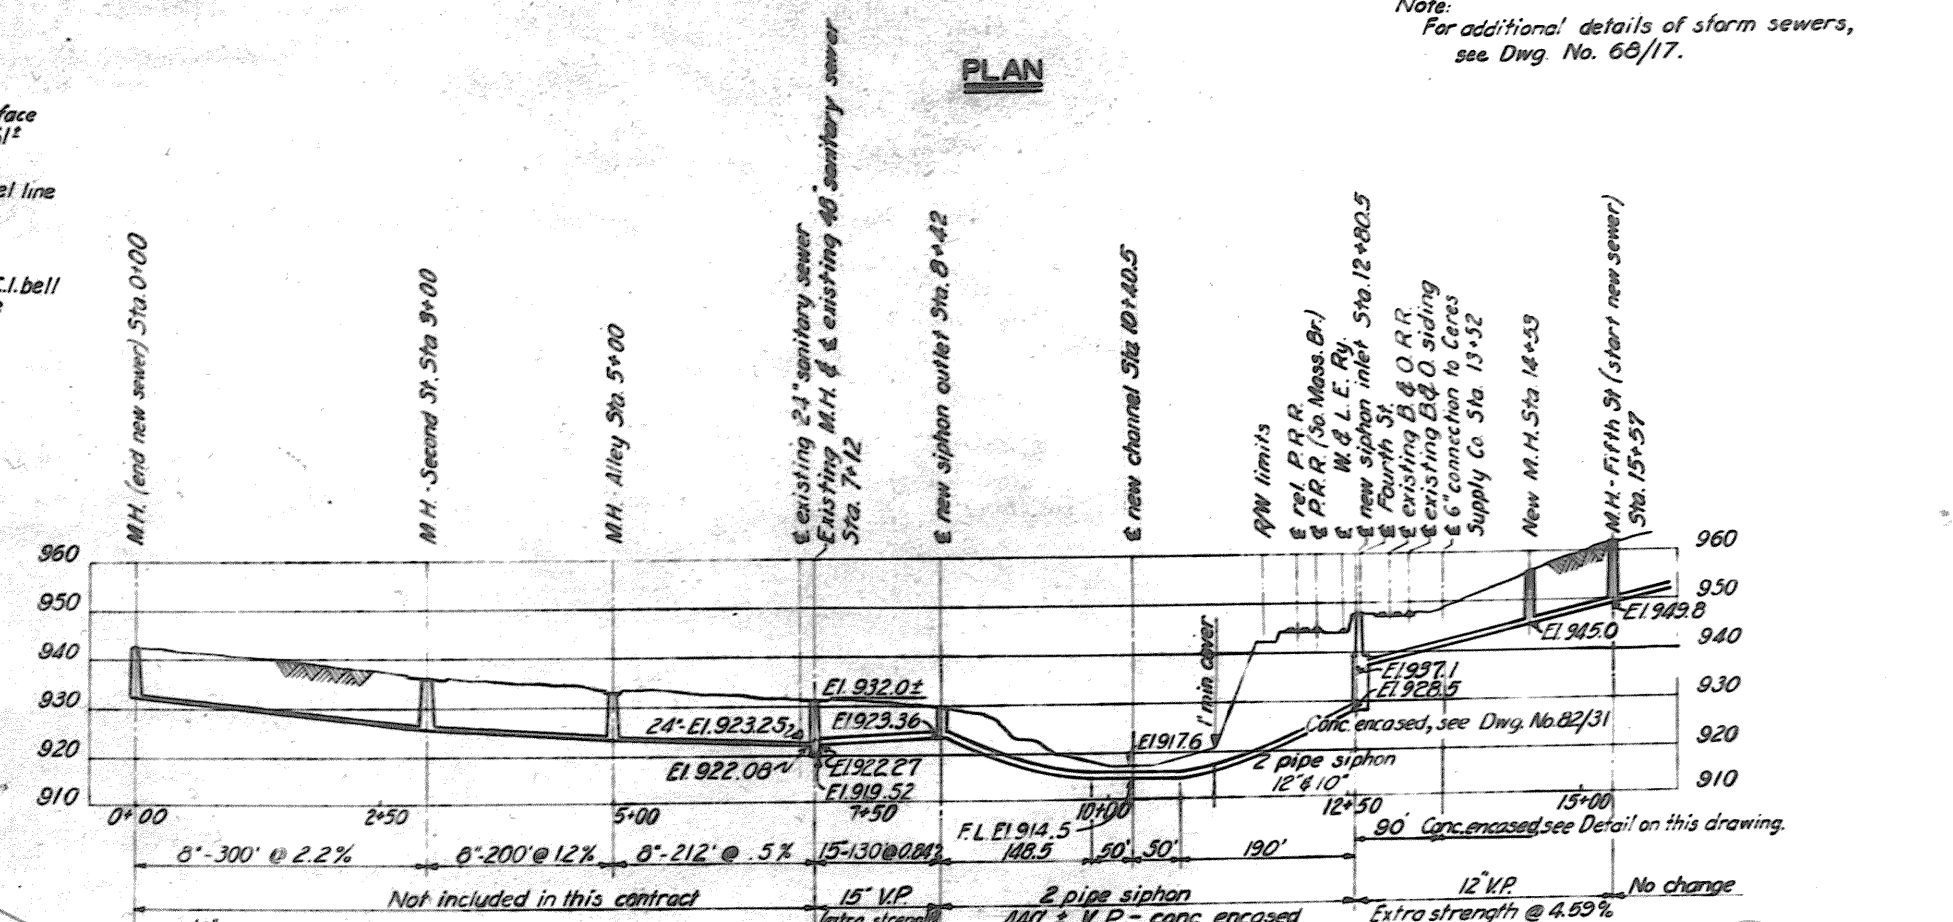 Note:
For additional details of storm sewers,
see Dwg. No. 68/17.
PLAN
face
el line
C.I. bell
M.H. (end new sewer) Sta. 0+00
M.H. - Second St. Sta 3+00
M.H. - Alley Sta. 5+00
℄ existing 24" sanitary sewer
Existing M.H. & ℄ existing 48" sanitary sewer
Sta. 7+12
℄ new siphon outlet Sta. 8+42
℄ new channel Sta 10+40.5
R/W limits
℄ rel. P.R.R.
℄ P.R.R. (So. Mass. Br.)
℄ W. & L.E. Ry.
℄ new siphon inlet Sta. 12+80.5
℄ Fourth St.
℄ existing B. & O. R.R.
℄ existing B. & O. siding
℄ 6" connection to Ceres
Supply Co. Sta. 13+52
New M.H. Sta. 14+53
M.H. - Fifth St (start new sewer)
Sta. 15+57
960
950
940
930
920
910
960
950
940
930
920
910
El. 932.0±
24"-El. 923.25
El 923.36
El. 922.08
El. 922.27
El. 919.52
El 917.6
1' min cover
El. 937.1
El. 928.5
El. 945.0
El. 949.8
Conc. encased, see Dwg. No. 82/31
2 pipe siphon
12" & 10"
F.L. El 914.5
0+00
2+50
5+00
7+50
10+00
12+50
15+00
90' Conc. encased, see Detail on this drawing.
8"-300' @ 2.2%
8"-200' @ 1.2%
8"-212' @ .5%
15-130' @ 0.84%
148.5
50'
50'
190'
Not included in this contract
15" V.P.
2 pipe siphon
12" V.P.
No change
Extra strength
440' ± V.P. - conc. encased
Extra strength @ 4.59%